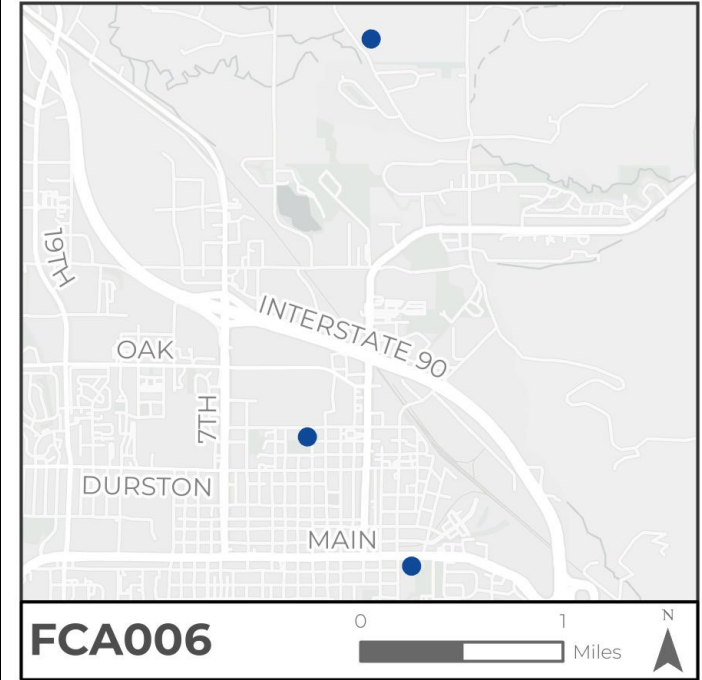 19TH
INTERSTATE 90
OAK
7TH
DURSTON
MAIN
FCA006
0 1
Miles
N